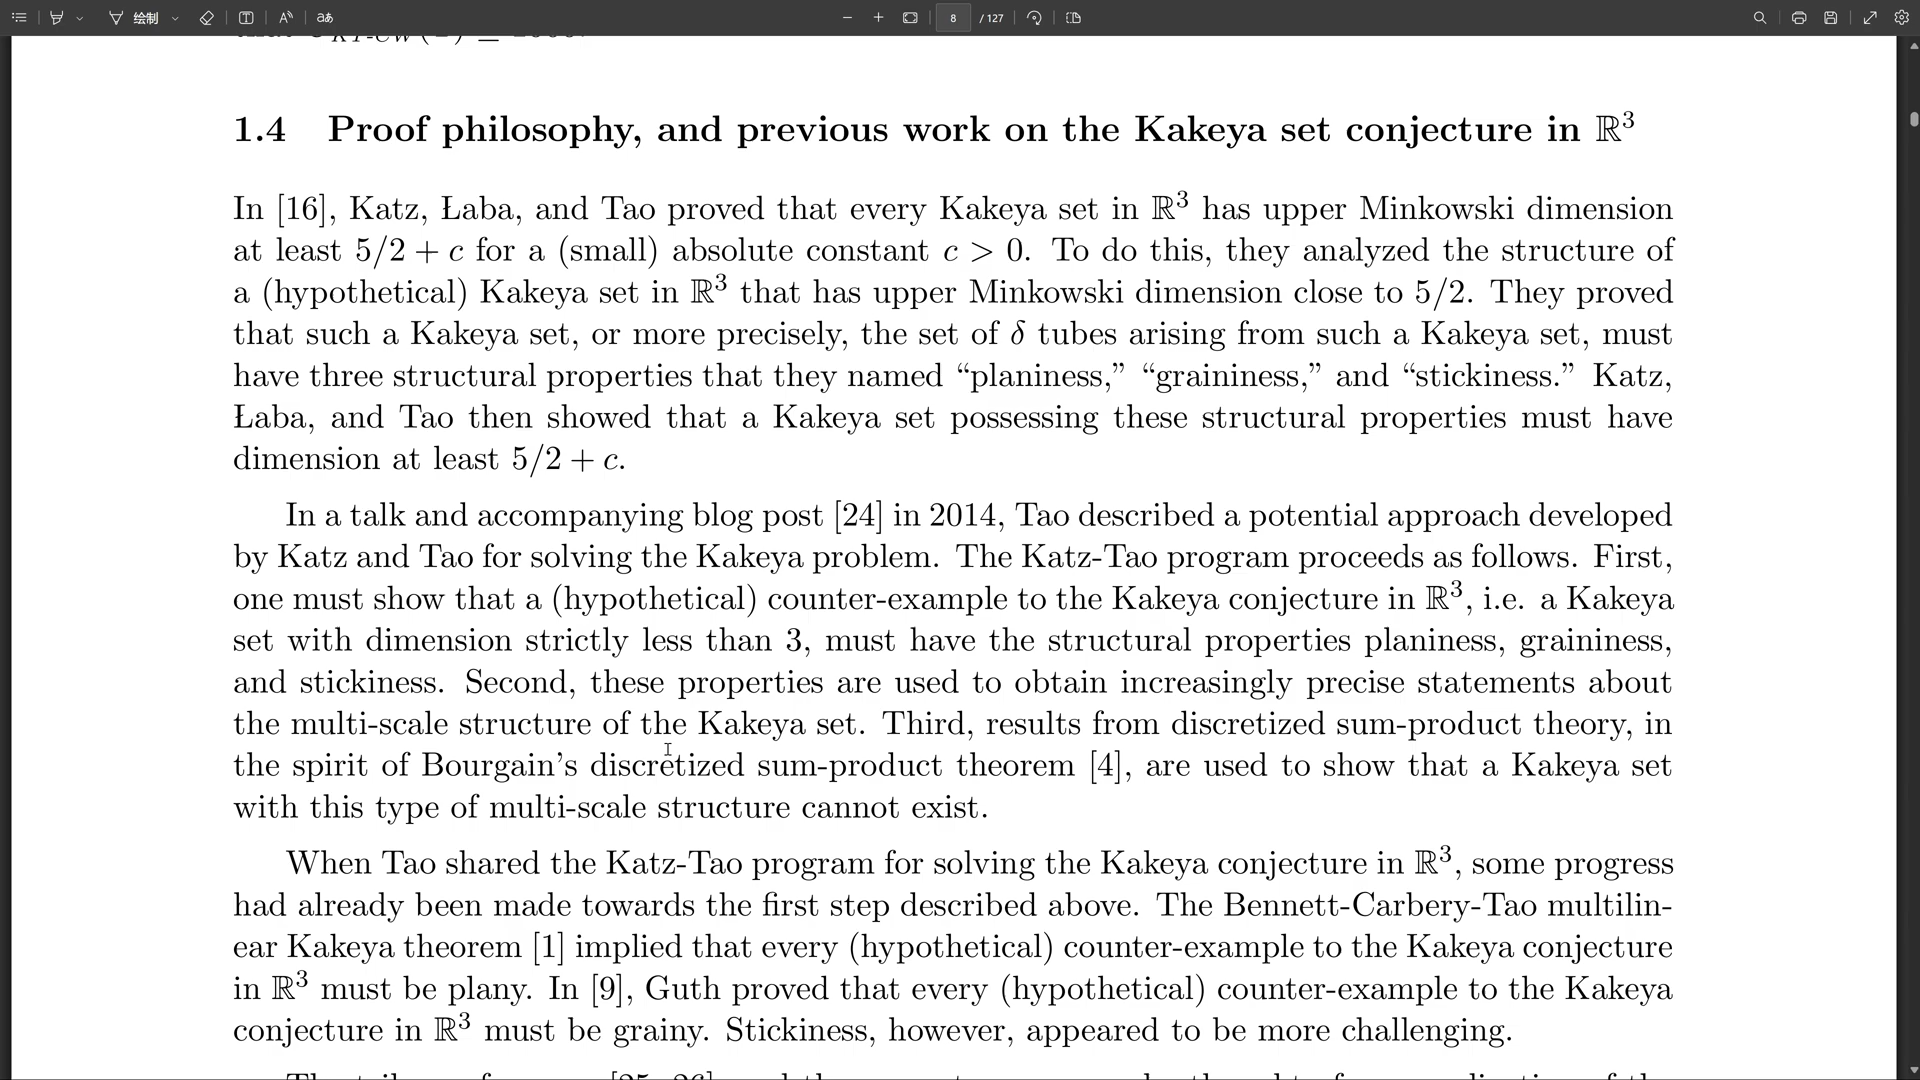 绘制
8
/ 127
1.4 Proof philosophy, and previous work on the Kakeya set conjecture in ℝ³
In [16], Katz, Łaba, and Tao proved that every Kakeya set in ℝ³ has upper Minkowski dimension
at least 5/2 + c for a (small) absolute constant c > 0. To do this, they analyzed the structure of
a (hypothetical) Kakeya set in ℝ³ that has upper Minkowski dimension close to 5/2. They proved
that such a Kakeya set, or more precisely, the set of δ tubes arising from such a Kakeya set, must
have three structural properties that they named “planiness,” “graininess,” and “stickiness.” Katz,
Łaba, and Tao then showed that a Kakeya set possessing these structural properties must have
dimension at least 5/2 + c.
In a talk and accompanying blog post [24] in 2014, Tao described a potential approach developed
by Katz and Tao for solving the Kakeya problem. The Katz-Tao program proceeds as follows. First,
one must show that a (hypothetical) counter-example to the Kakeya conjecture in ℝ³, i.e. a Kakeya
set with dimension strictly less than 3, must have the structural properties planiness, graininess,
and stickiness. Second, these properties are used to obtain increasingly precise statements about
the multi-scale structure of the Kakeya set. Third, results from discretized sum-product theory, in
the spirit of Bourgain’s discretized sum-product theorem [4], are used to show that a Kakeya set
with this type of multi-scale structure cannot exist.
When Tao shared the Katz-Tao program for solving the Kakeya conjecture in ℝ³, some progress
had already been made towards the first step described above. The Bennett-Carbery-Tao multilin-
ear Kakeya theorem [1] implied that every (hypothetical) counter-example to the Kakeya conjecture
in ℝ³ must be plany. In [9], Guth proved that every (hypothetical) counter-example to the Kakeya
conjecture in ℝ³ must be grainy. Stickiness, however, appeared to be more challenging.